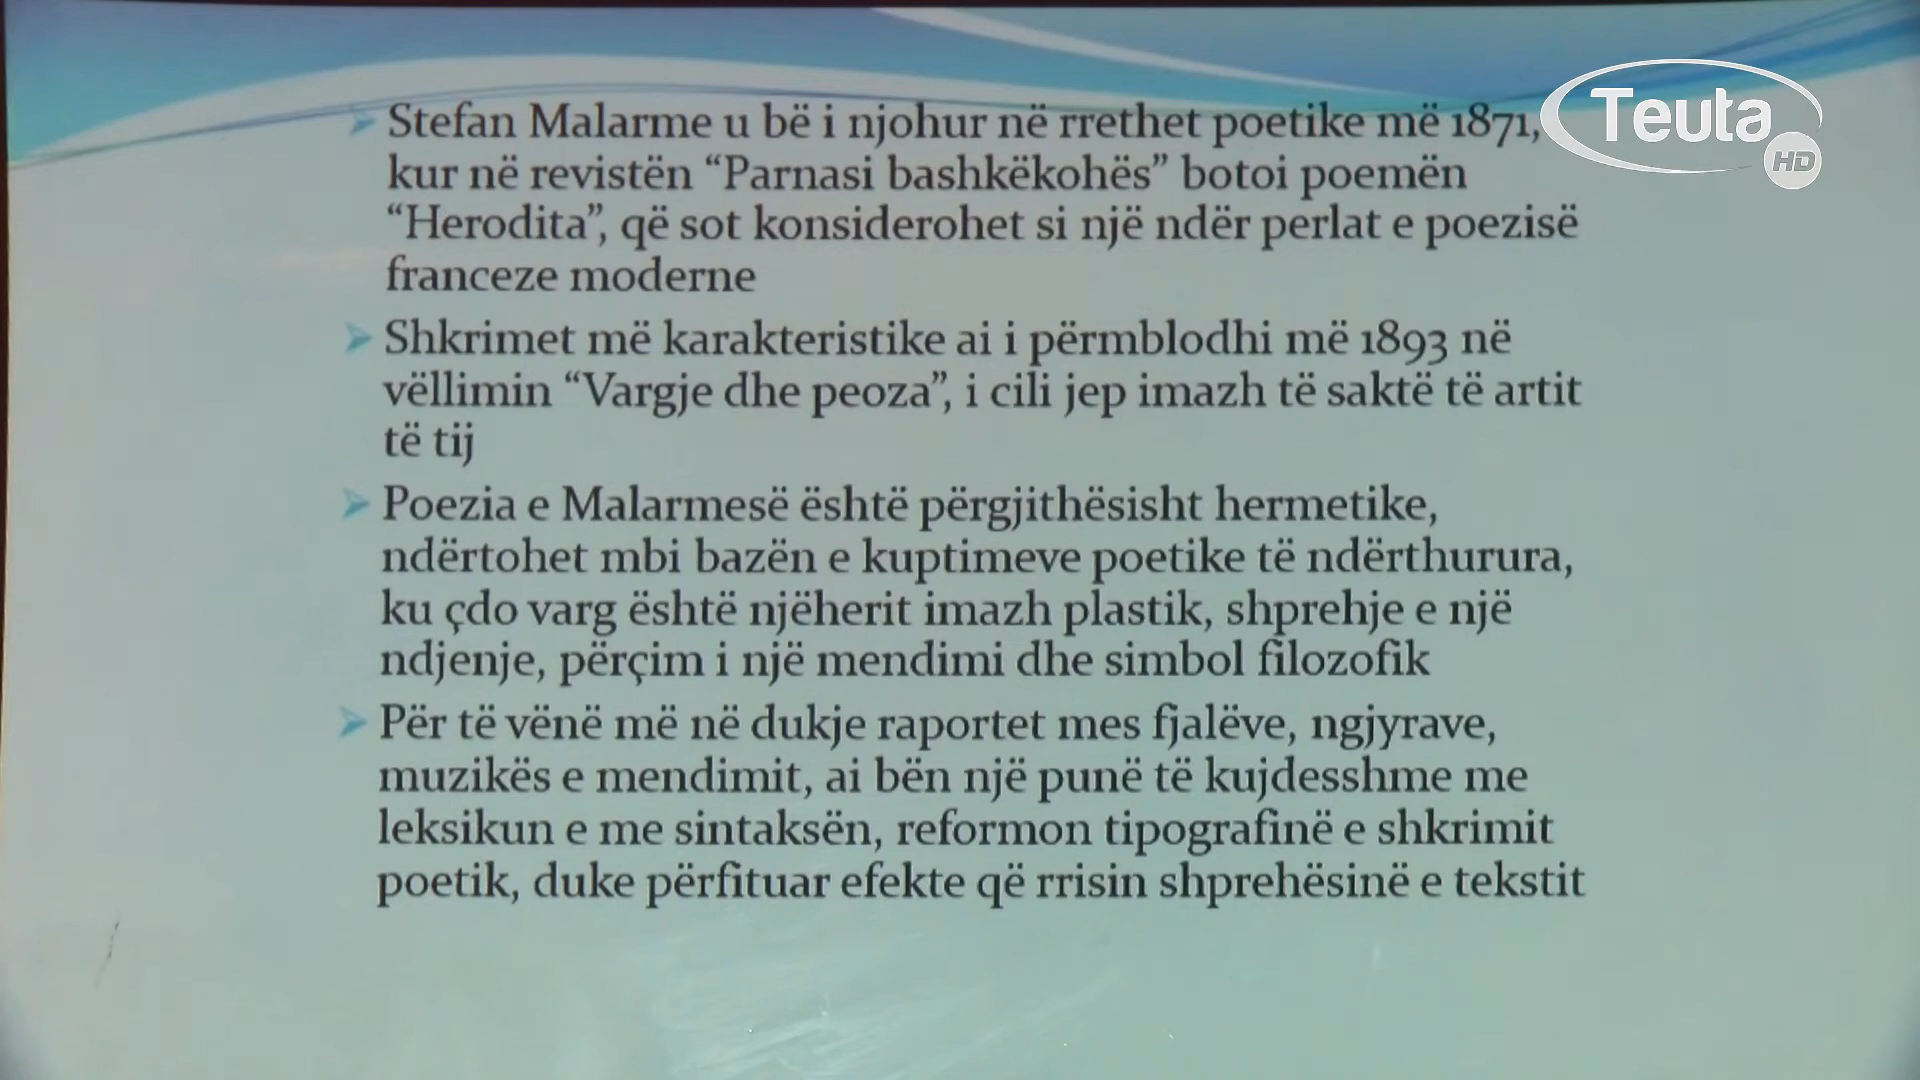 Teuta
HD
Stefan Malarme u bë i njohur në rrethet poetike më 1871,
kur në revistën “Parnasi bashkëkohës” botoi poemën
“Herodita”, që sot konsiderohet si një ndër perlat e poezisë
franceze moderne
Shkrimet më karakteristike ai i përmblodhi më 1893 në
vëllimin “Vargje dhe peoza”, i cili jep imazh të saktë të artit
të tij
Poezia e Malarmesë është përgjithësisht hermetike,
ndërtohet mbi bazën e kuptimeve poetike të ndërthurura,
ku çdo varg është njëherit imazh plastik, shprehje e një
ndjenje, përçim i një mendimi dhe simbol filozofik
Për të vënë më në dukje raportet mes fjalëve, ngjyrave,
muzikës e mendimit, ai bën një punë të kujdesshme me
leksikun e me sintaksën, reformon tipografinë e shkrimit
poetik, duke përfituar efekte që rrisin shprehësinë e tekstit